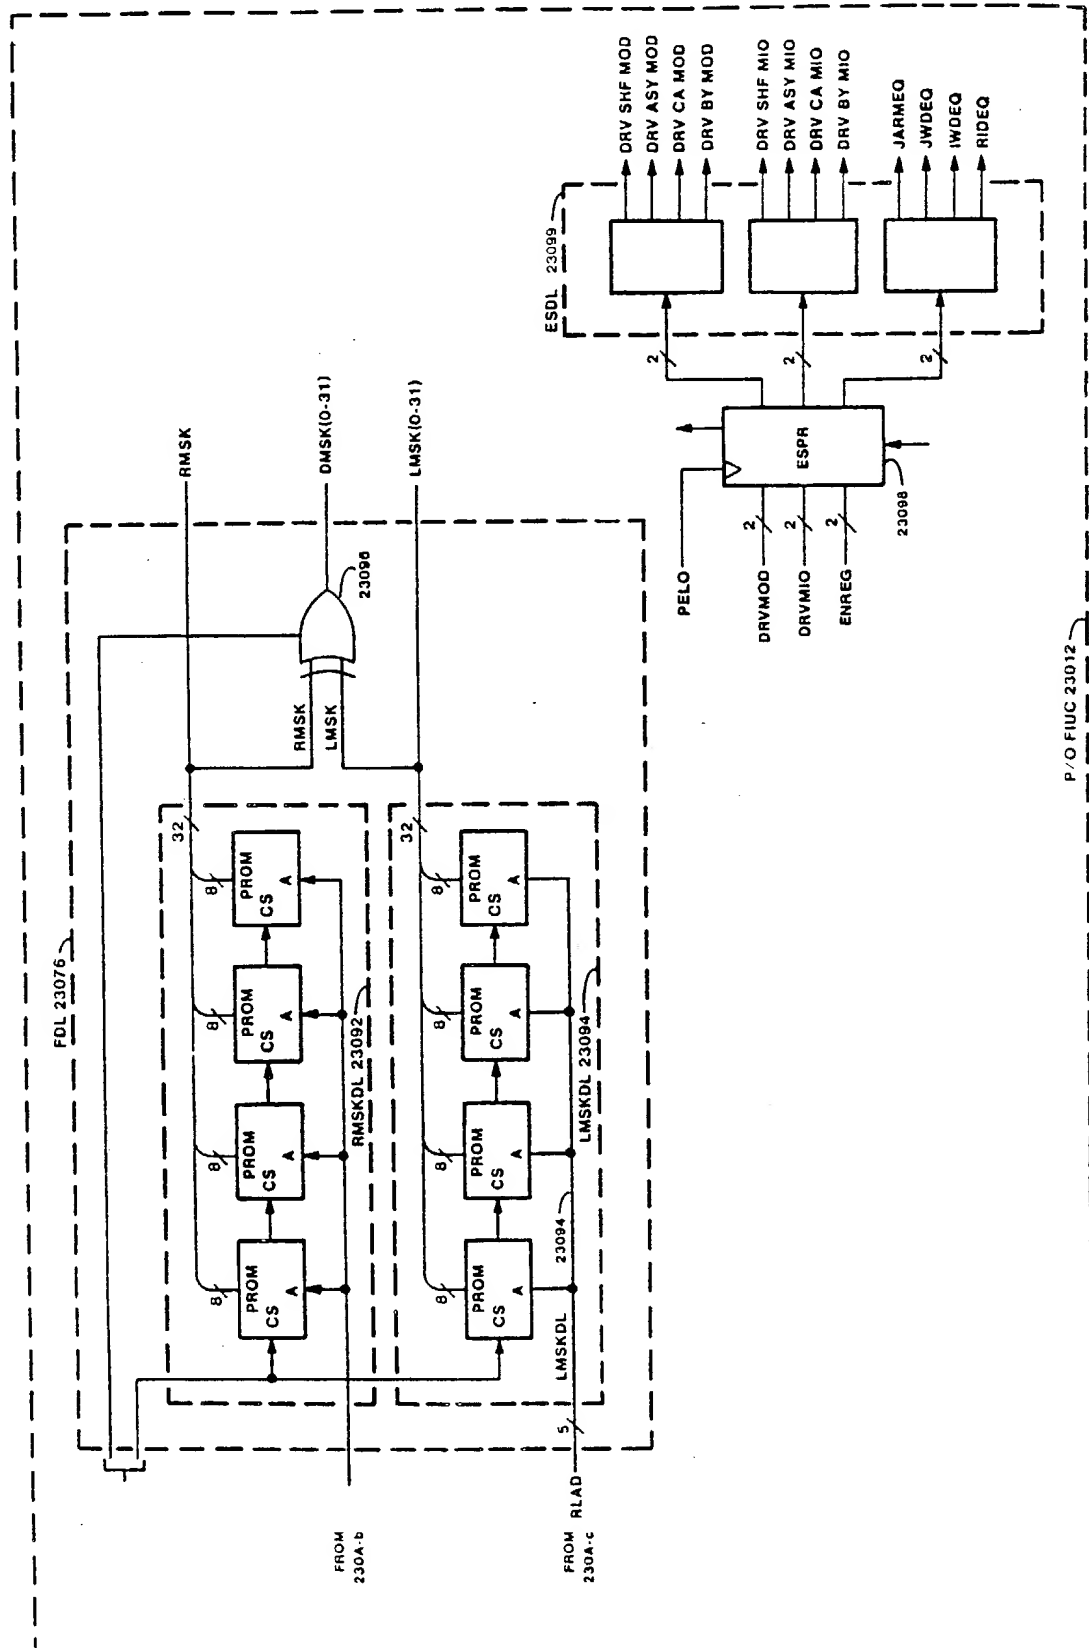 FDL 23076
RMSK
DMSK(0-31)
LMSK(0-31)
32
8
8
8
8
PROM
CS
A
PROM
CS
A
PROM
CS
A
PROM
CS
A
RMSKDL 23092
RMSK
LMSK
23096
32
8
8
8
8
PROM
CS
A
PROM
CS
A
PROM
CS
A
PROM
CS
A
LMSKDL
23094
LMSKDL 23094
5
RLAD
FROM
230A-b
FROM
230A-c
ESDL 23099
DRV SHF MOD
DRV ASY MOD
DRV CA MOD
DRV BY MOD
DRV SHF MIO
DRV ASY MIO
DRV CA MIO
DRV BY MIO
JARMEQ
JWDEQ
IWDEQ
RIDEQ
2
2
2
PELO
ESPR
23098
DRVMOD
2
DRVMIO
2
ENREG
2
P/O FIUC 23012